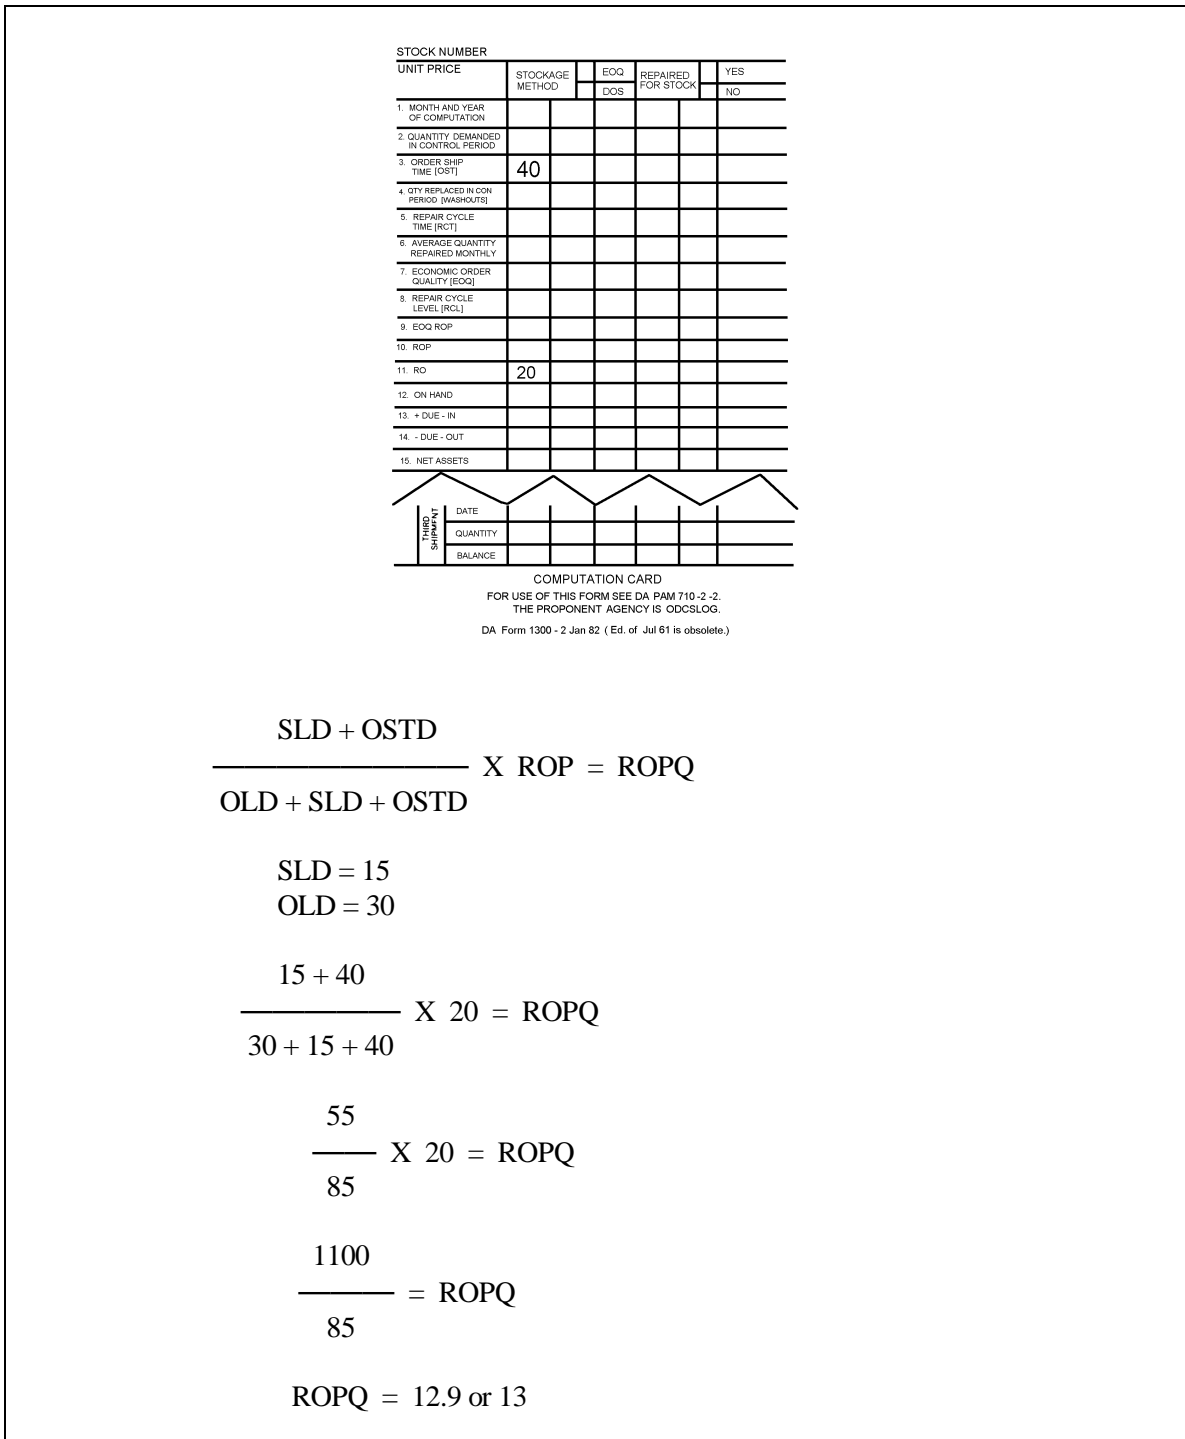 STOCK NUMBER
UNIT PRICE
STOCKAGE
METHOD
EOQ
DOS
REPAIRED
FOR STOCK
YES
NO
1. MONTH AND YEAR
OF COMPUTATION
2. QUANTITY DEMANDED
IN CONTROL PERIOD
3. ORDER SHIP
TIME [OST]
40
4. QTY REPLACED IN CON
PERIOD [WASHOUTS]
5. REPAIR CYCLE
TIME [RCT]
6. AVERAGE QUANTITY
REPAIRED MONTHLY
7. ECONOMIC ORDER
QUALITY [EOQ]
8. REPAIR CYCLE
LEVEL [RCL]
9. EOQ ROP
10. ROP
11. RO 20
12. ON HAND
13. + DUE - IN
14. - DUE - OUT
15. NET ASSETS
THIRD
SHIPMENT
DATE
QUANTITY
BALANCE
COMPUTATION CARD
FOR USE OF THIS FORM SEE DA PAM 710 -2 -2.
THE PROPONENT AGENCY IS ODCSLOG.
DA Form 1300 - 2 Jan 82 ( Ed. of Jul 61 is obsolete.)
SLD + OSTD
X ROP = ROPQ
OLD + SLD + OSTD
SLD = 15
OLD = 30
15 + 40
X 20 = ROPQ
30 + 15 + 40
55
X 20 = ROPQ
85
1100
= ROPQ
85
ROPQ = 12.9 or 13